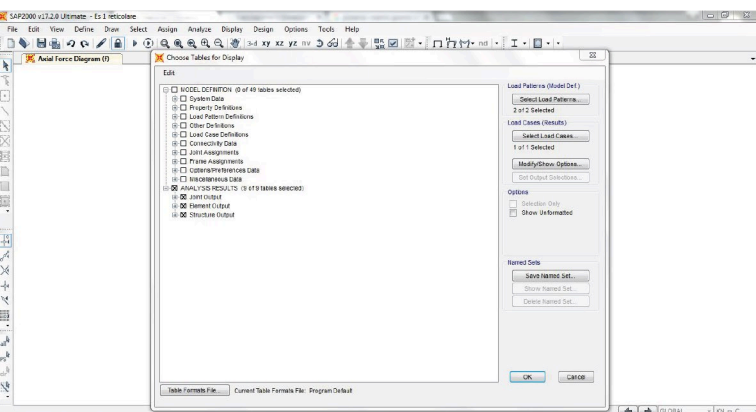 SAP2000 v17.2.0 Ultimate - Es 1 reticolare
File Edit View Define Draw Select Assign Analyze Display Design Options Tools Help
3-d xy xz yz nv
nd
Axial Force Diagram (f)
Choose Tables for Display
Edit
MODEL DEFINITION (0 of 49 tables selected)
System Data
Property Definitions
Load Pattern Definitions
Other Definitions
Load Case Definitions
Connectivity Data
Joint Assignments
Frame Assignments
Options/Preferences Data
Miscellaneous Data
ANALYSIS RESULTS (9 of 9 tables selected)
Joint Output
Element Output
Structure Output
Load Patterns (Model Def.)
Select Load Patterns...
2 of 2 Selected
Load Cases (Results)
Select Load Cases...
1 of 1 Selected
Modify/Show Options...
Set Output Selections...
Options
Selection Only
Show Unformatted
Named Sets
Save Named Set...
Show Named Set...
Delete Named Set...
OK Cancel
Table Formats File... Current Table Formats File: Program Default
GLOBAL